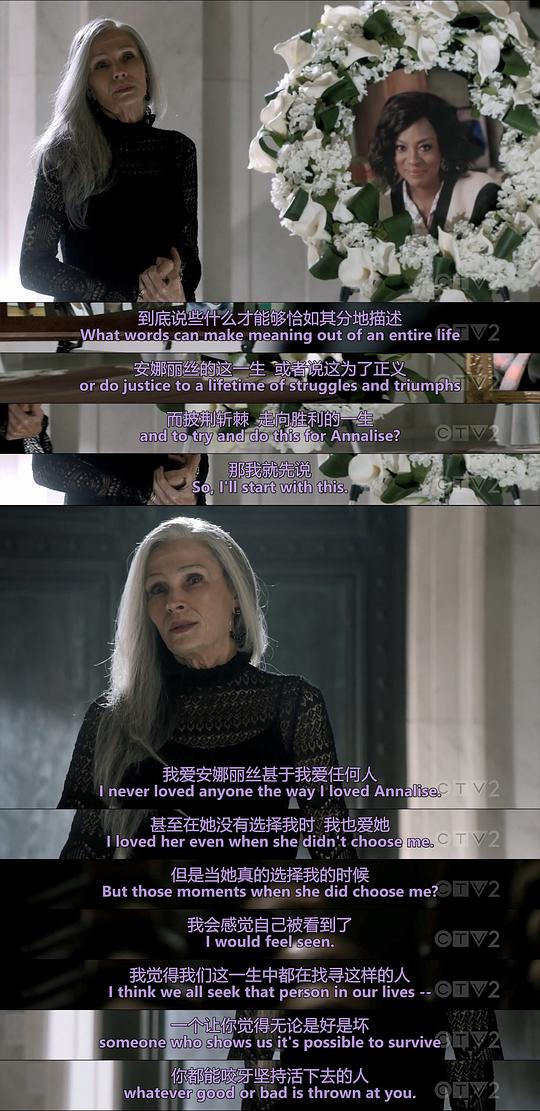 到底说些什么才能够恰如其分地描述
What words can make meaning out of an entire life
CTV2
安娜丽丝的这一生 或者说这为了正义
or do justice to a lifetime of struggles and triumphs
CTV2
而披荆斩棘 走向胜利的一生
and to try and do this for Annalise?
CTV2
那我就先说
So, I'll start with this.
CTV2
我爱安娜丽丝甚于我爱任何人
I never loved anyone the way I loved Annalise.
CTV2
甚至在她没有选择我时 我也爱她
I loved her even when she didn't choose me.
CTV2
但是当她真的选择我的时候
But those moments when she did choose me?
CTV2
我会感觉自己被看到了
I would feel seen.
CTV2
我觉得我们这一生中都在找寻这样的人
I think we all seek that person in our lives --
CTV2
一个让你觉得无论是好是坏
someone who shows us it's possible to survive
CTV2
你都能咬牙坚持活下去的人
whatever good or bad is thrown at you.
CTV2